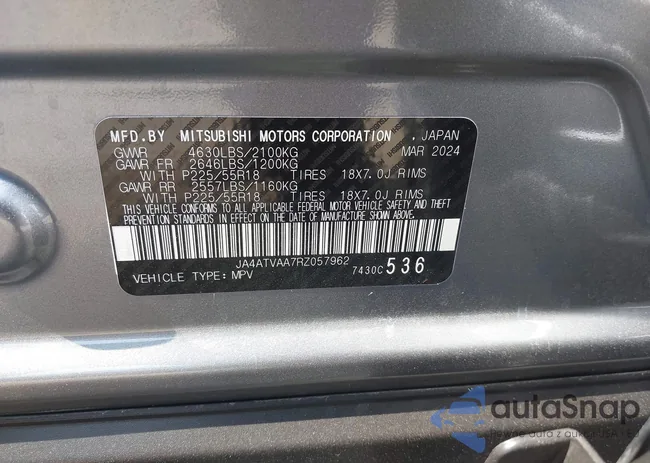 MFD.BY MITSUBISHI MOTORS CORPORATION . JAPAN
GVWR 4630LBS/2100KG MAR 2024
GAWR FR 2646LBS/1200KG
WITH P225/55R18 TIRES 18X7.0J RIMS
GAWR RR 2557LBS/1160KG
WITH P225/55R18 TIRES 18X7.0J RIMS
THIS VEHICLE CONFORMS TO ALL APPLICABLE FEDERAL MOTOR VEHICLE SAFETY AND THEFT
PREVENTION STANDARDS IN EFFECT ON THE DATE OF MANUFACTURE SHOWN ABOVE.
JA4ATVAA7RZ057962
VEHICLE TYPE: MPV 7430C 536
autaSnap